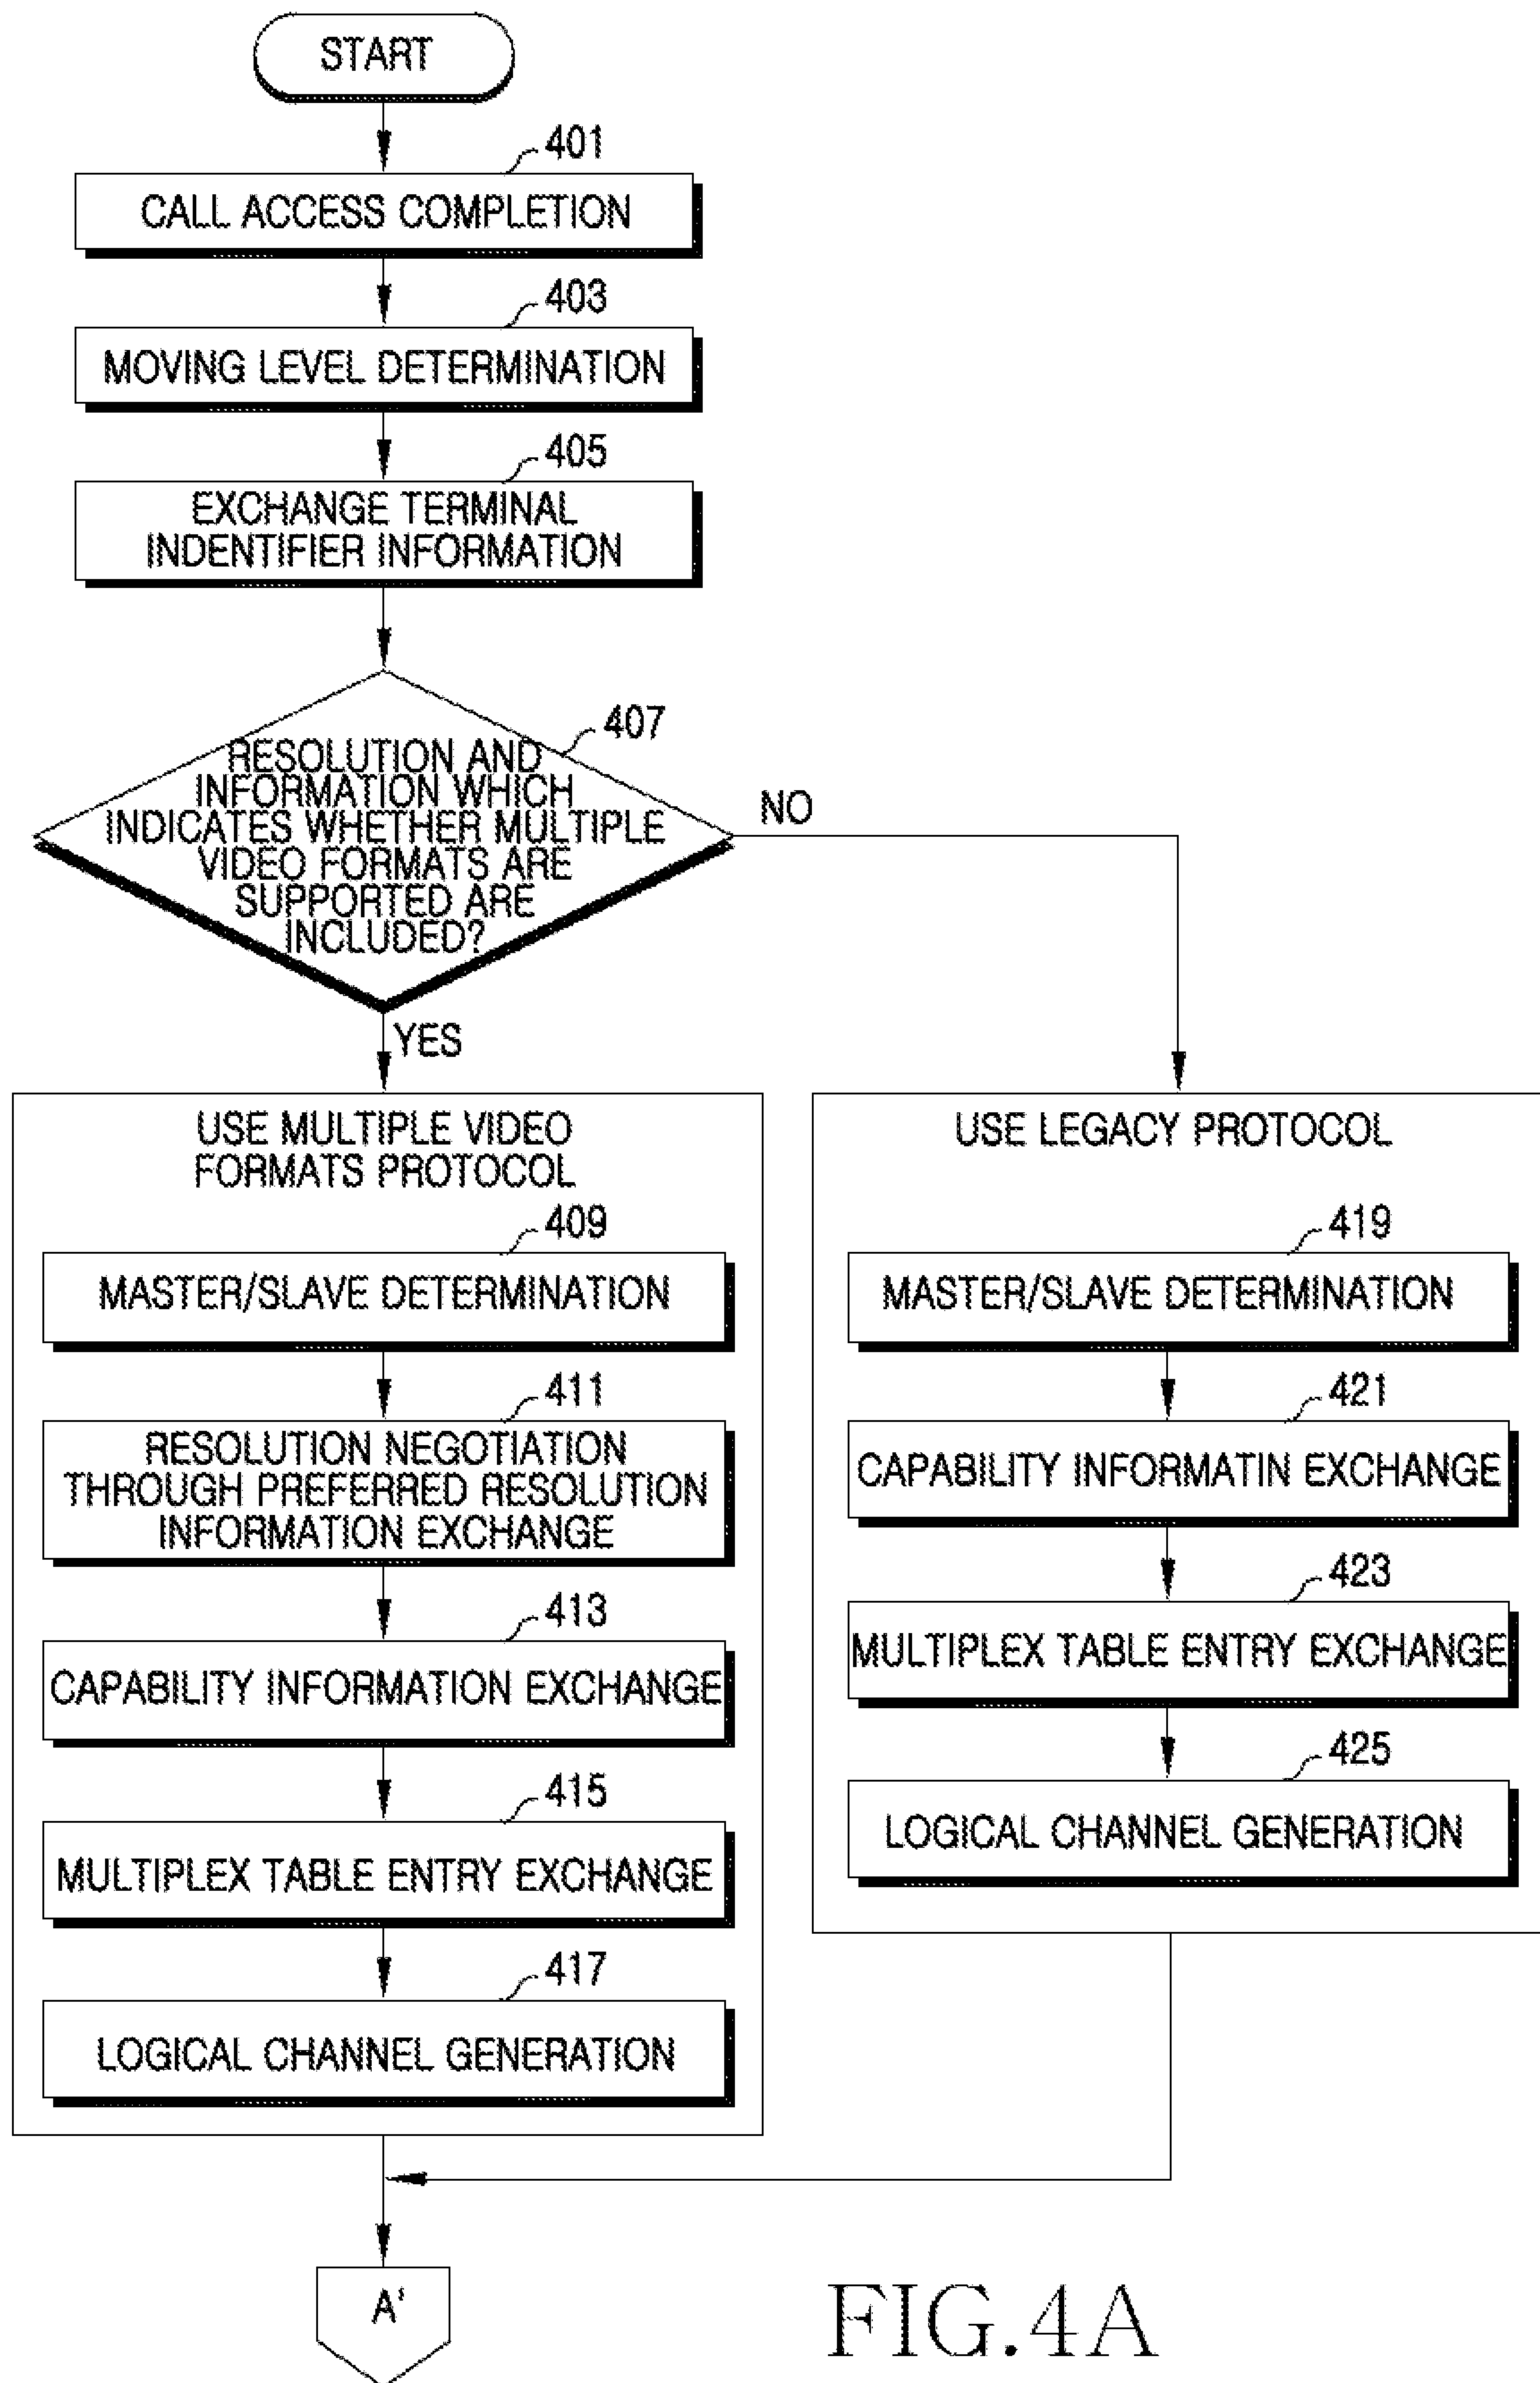 START
401
CALL ACCESS COMPLETION
403
MOVING LEVEL DETERMINATION
405
EXCHANGE TERMINAL
INDENTIFIER INFORMATION
407
RESOLUTION AND
INFORMATION WHICH
INDICATES WHETHER MULTIPLE
VIDEO FORMATS ARE
SUPPORTED ARE
INCLUDED?
NO
YES
USE MULTIPLE VIDEO
FORMATS PROTOCOL
409
MASTER/SLAVE DETERMINATION
411
RESOLUTION NEGOTIATION
THROUGH PREFERRED RESOLUTION
INFORMATION EXCHANGE
413
CAPABILITY INFORMATION EXCHANGE
415
MULTIPLEX TABLE ENTRY EXCHANGE
417
LOGICAL CHANNEL GENERATION
USE LEGACY PROTOCOL
419
MASTER/SLAVE DETERMINATION
421
CAPABILITY INFORMATIN EXCHANGE
423
MULTIPLEX TABLE ENTRY EXCHANGE
425
LOGICAL CHANNEL GENERATION
A'
FIG.4A